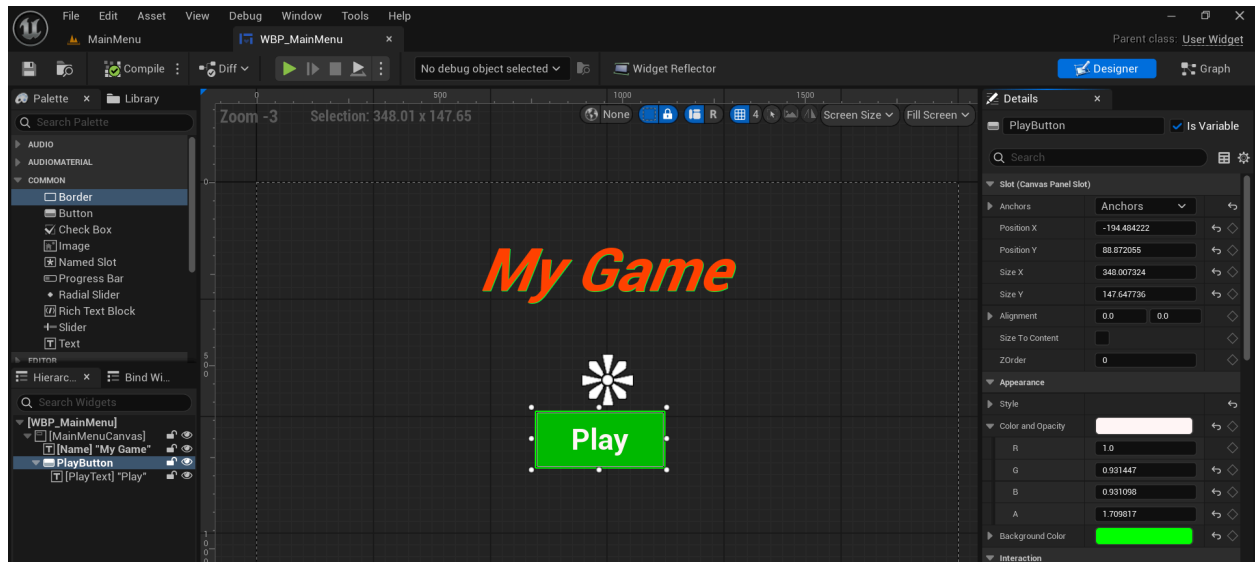 File Edit Asset View Debug Window Tools Help
MainMenu WBP_MainMenu Parent class: User Widget
Compile Diff No debug object selected Widget Reflector Designer Graph
Palette Library
Search Palette
AUDIO
AUDIOMATERIAL
COMMON
Border
Button
Check Box
Image
Named Slot
Progress Bar
Radial Slider
Rich Text Block
Slider
Text
EDITOR
Hierarc... Bind Wi...
Search Widgets
[WBP_MainMenu]
[MainMenuCanvas]
[Name] "My Game"
PlayButton
[PlayText] "Play"
0 500 1000 1500
Zoom -3 Selection: 348.01 x 147.65 None R 4 Screen Size Fill Screen
0
500
1000
My Game
Play
Details
PlayButton Is Variable
Search
Slot (Canvas Panel Slot)
Anchors Anchors
Position X -194.484222
Position Y 88.872055
Size X 348.007324
Size Y 147.647736
Alignment 0.0 0.0
Size To Content
ZOrder 0
Appearance
Style
Color and Opacity
R 1.0
G 0.931447
B 0.931098
A 1.709817
Background Color
Interaction